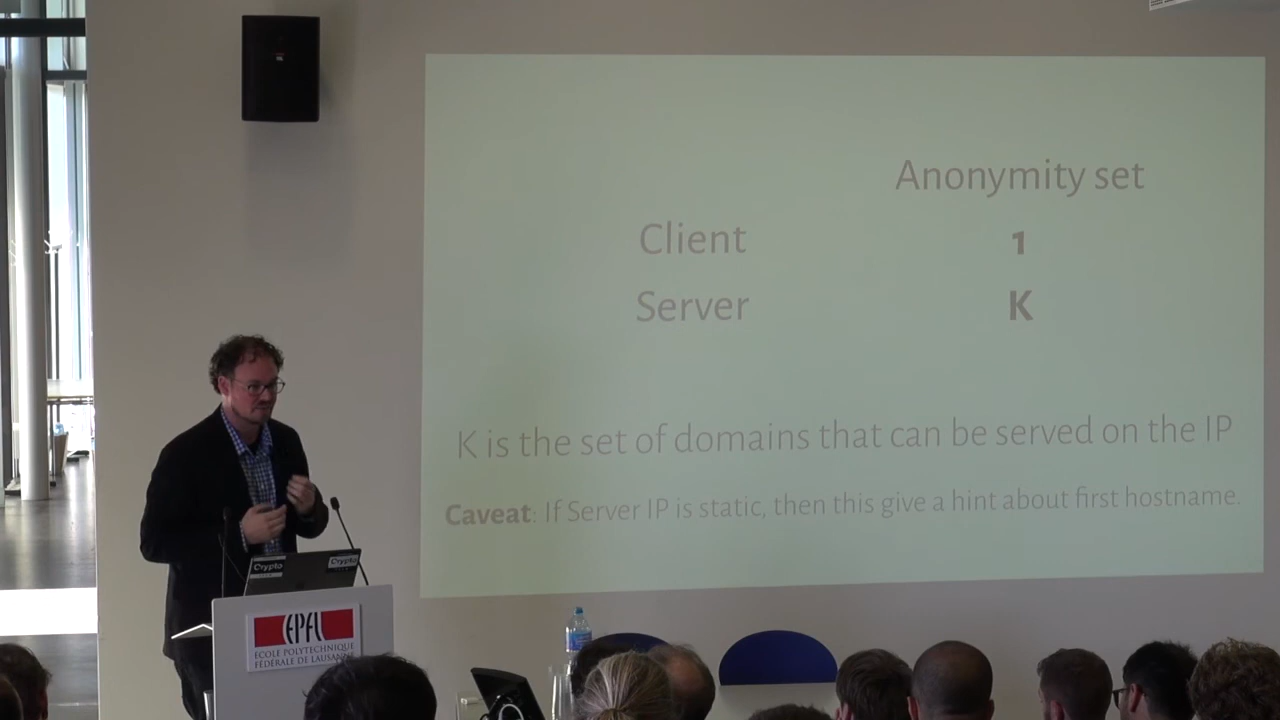 Anonymity set
Client 1
Server K
K is the set of domains that can be served on the IP
Caveat: If Server IP is static, then this give a hint about first hostname.
Crypto
Crypto
EPFL
ÉCOLE POLYTECHNIQUE
FÉDÉRALE DE LAUSANNE